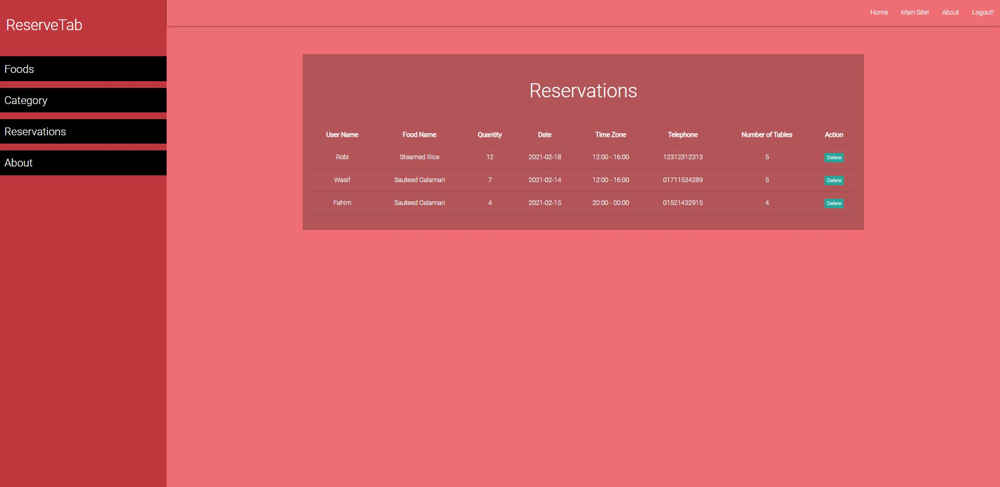 ReserveTab
Home Main Site! About Logout!
Foods
Category
Reservations
About
Reservations
User Name Food Name Quantity Date Time Zone Telephone Number of Tables Action
Robi Steamed Rice 12 2021-02-18 12:00 - 16:00 12312312313 5 Delete
Wasif Sauteed Calamari 7 2021-02-14 12:00 - 16:00 01711534289 5 Delete
Fahim Sauteed Calamari 4 2021-02-15 20:00 - 00:00 01521432915 4 Delete